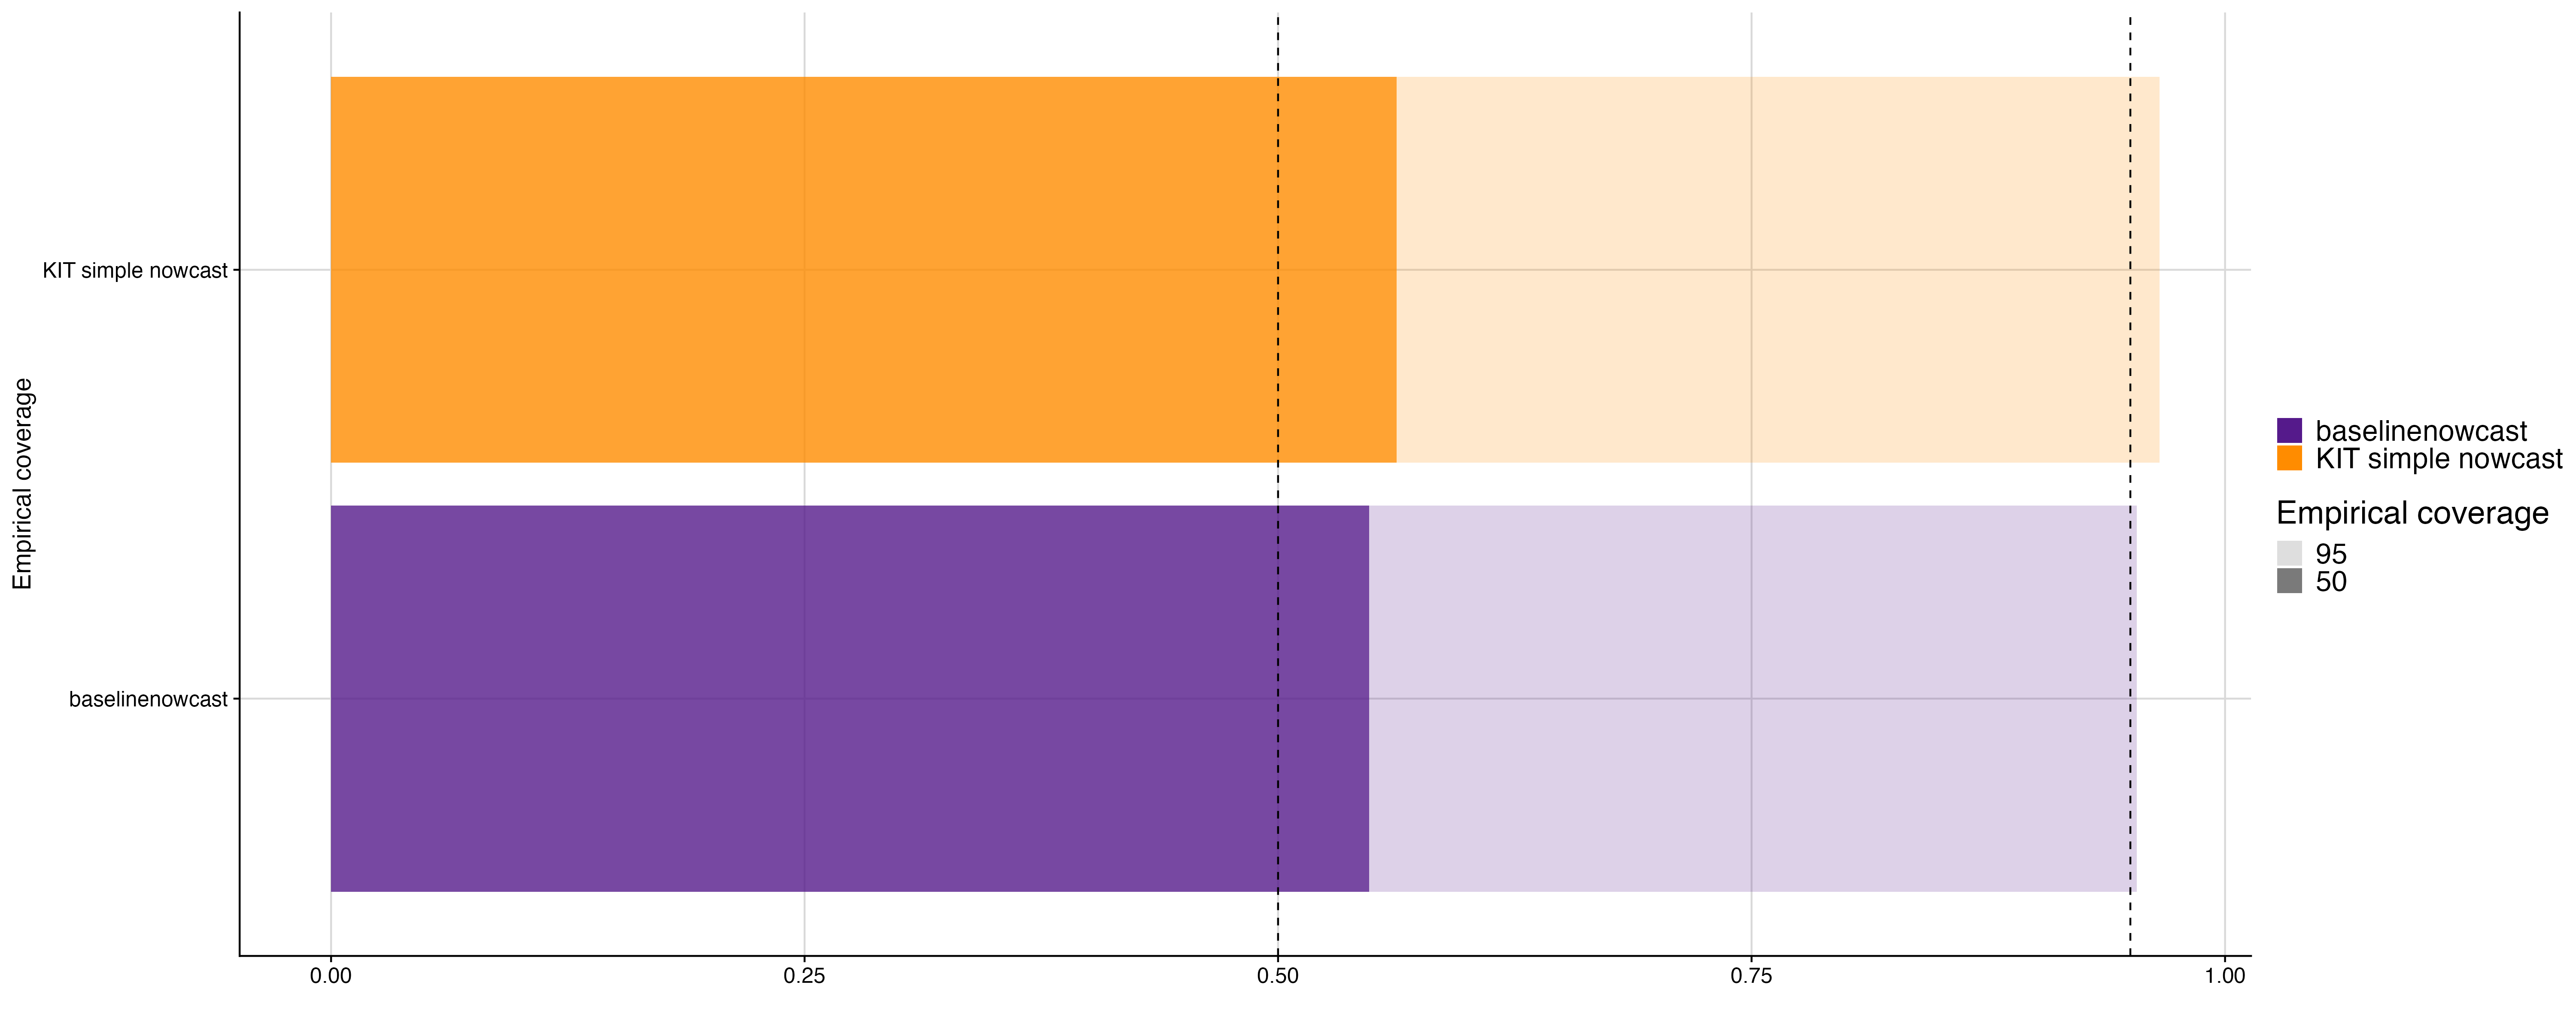 Empirical coverage
KIT simple nowcast
baselinenowcast
0.00
0.25
0.50
0.75
1.00
baselinenowcast
KIT simple nowcast
Empirical coverage
95
50